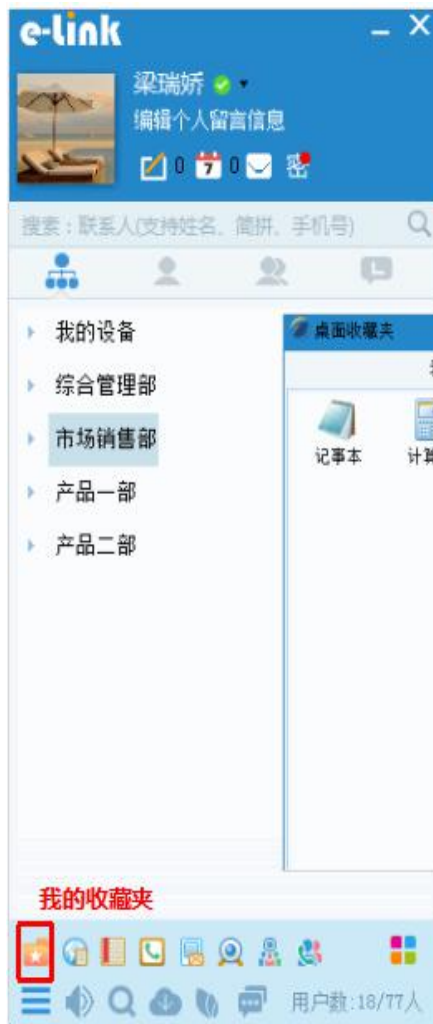 e-Link
梁瑞娇
编辑个人留言信息
0 7 0 密
搜索：联系人(支持姓名、简拼、手机号)
我的设备
桌面收藏夹
综合管理部
市场销售部
记事本
产品一部
产品二部
我的收藏夹
用户数:18/77人